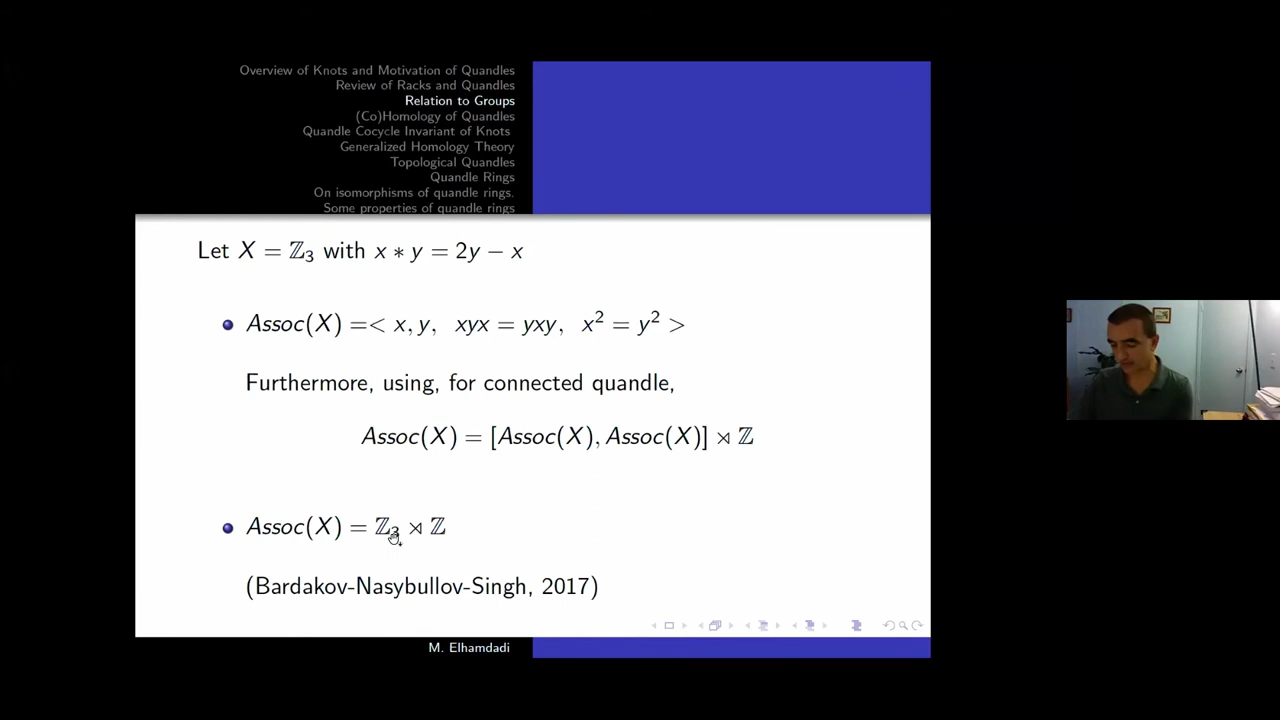 Overview of Knots and Motivation of Quandles
Review of Racks and Quandles
Relation to Groups
(Co)Homology of Quandles
Quandle Cocycle Invariant of Knots
Generalized Homology Theory
Topological Quandles
Quandle Rings
On isomorphisms of quandle rings.
Some properties of quandle rings
Let X = ℤ₃ with x ∗ y = 2y − x
Assoc(X) =< x, y, xyx = yxy, x² = y² >
Furthermore, using, for connected quandle,
Assoc(X) = [Assoc(X), Assoc(X)] ⋊ ℤ
Assoc(X) = ℤ₃ ⋊ ℤ
(Bardakov-Nasybullov-Singh, 2017)
M. Elhamdadi